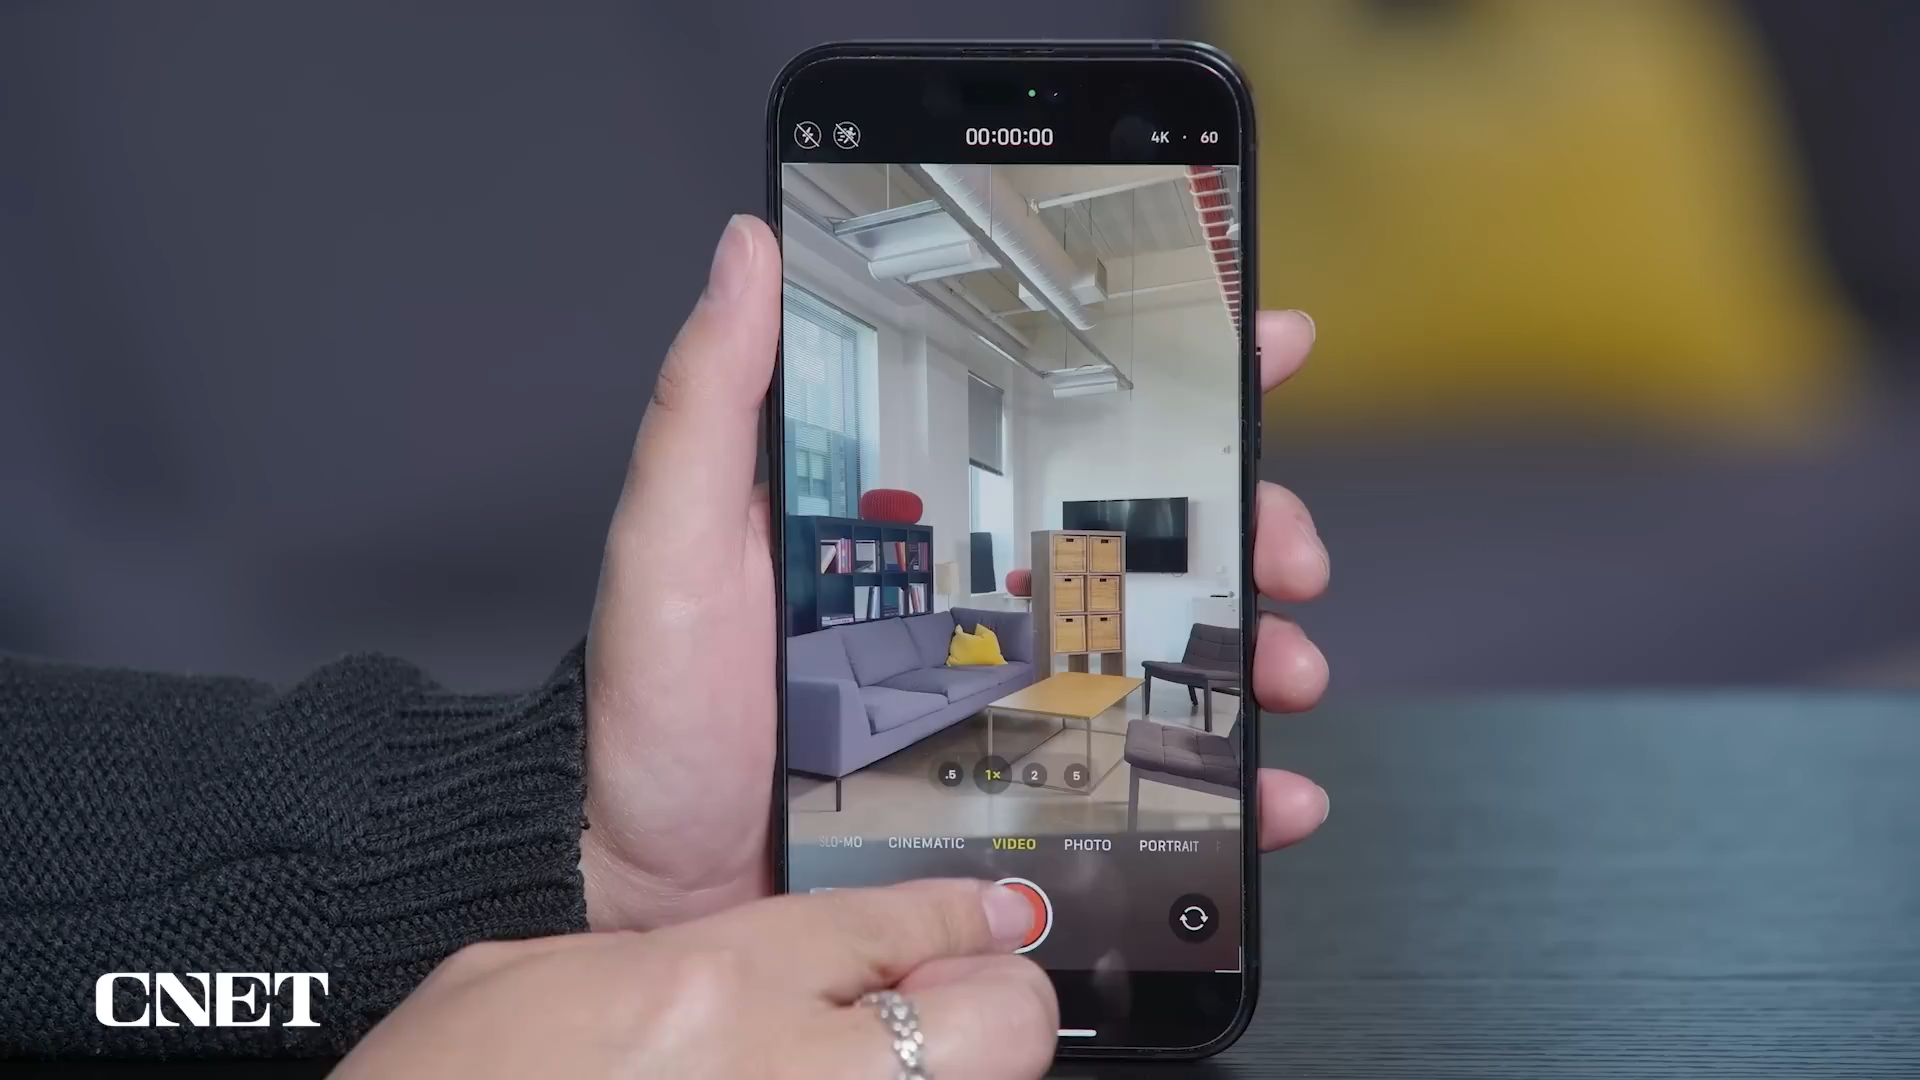 00:00:00
4K · 60
.5 1× 2 5
SLO-MO CINEMATIC VIDEO PHOTO PORTRAIT
CNET